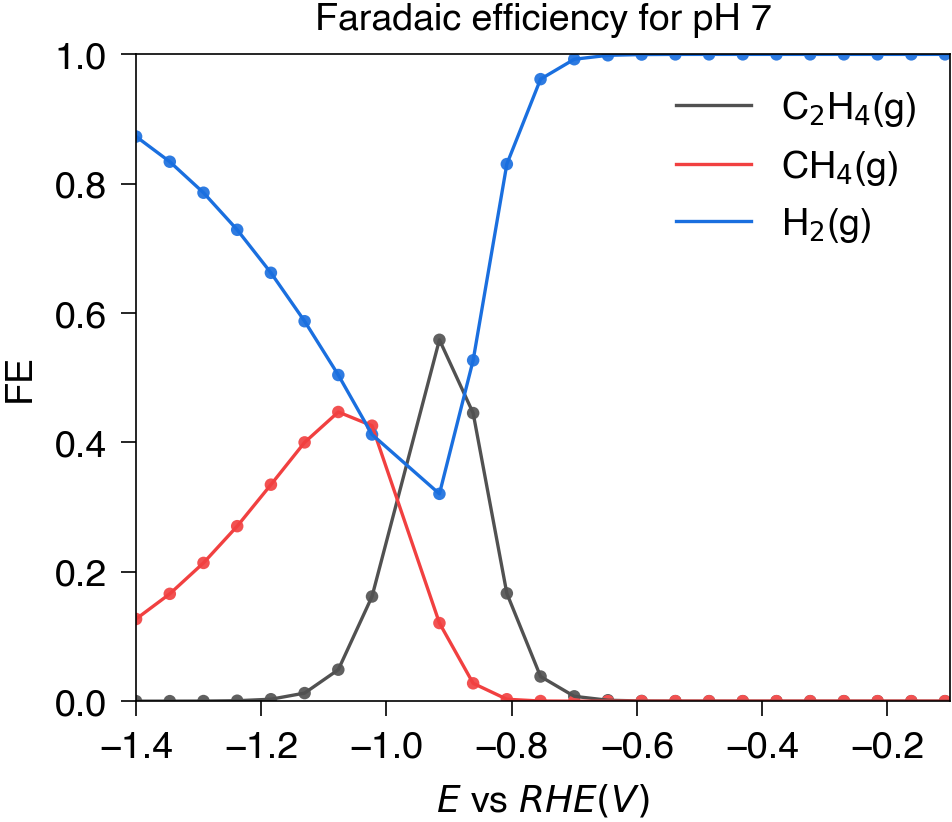 Faradaic efficiency for pH 7
1.0
0.8
0.6
0.4
0.2
0.0
FE
C₂H₄(g)
CH₄(g)
H₂(g)
−1.4 −1.2 −1.0 −0.8 −0.6 −0.4 −0.2
E vs RHE(V)